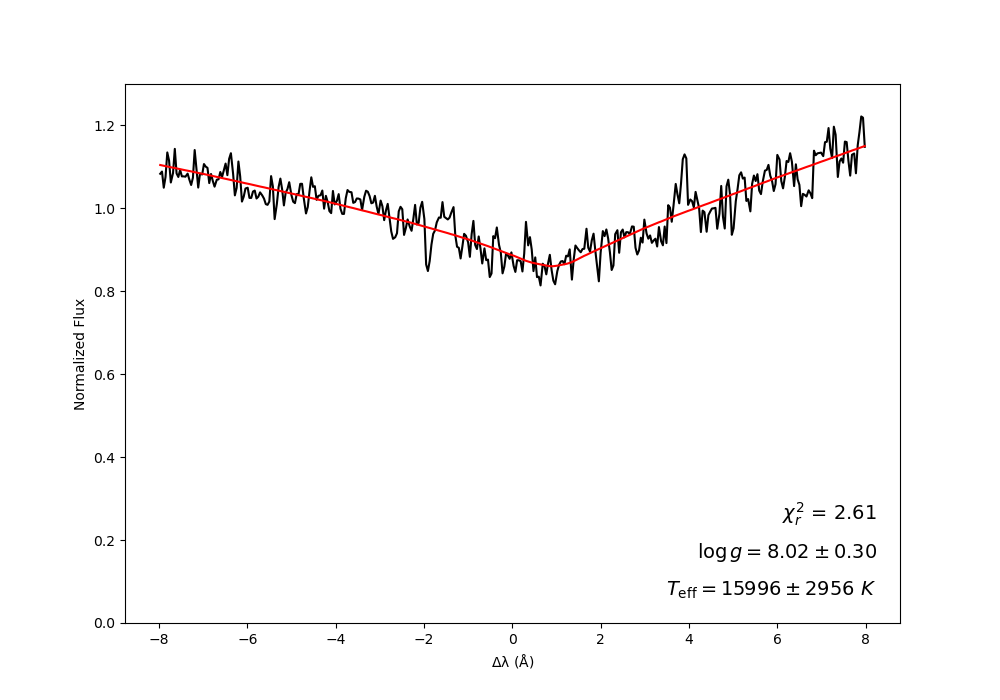 1.2
1.0
0.8
0.6
0.4
0.2
0.0
Normalized Flux
χ²ᵣ = 2.61
log g = 8.02 ± 0.30
T_eff = 15996 ± 2956 K
−8 −6 −4 −2 0 2 4 6 8
Δλ (Å)